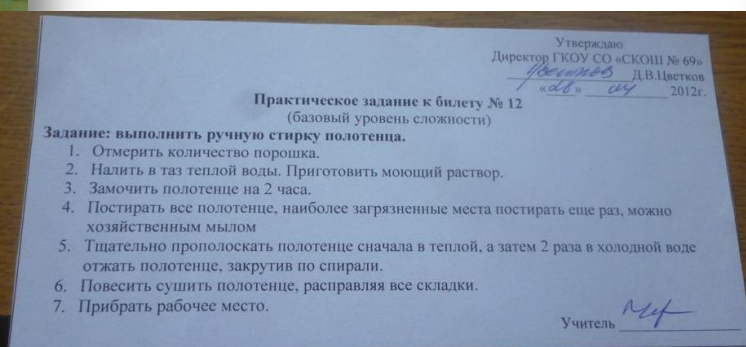 Утверждаю
Директор ГКОУ СО «СКОШ № 69»
Цветков Д.В.Цветков
«26» 04 2012г.
Практическое задание к билету № 12
(базовый уровень сложности)
Задание: выполнить ручную стирку полотенца.
1. Отмерить количество порошка.
2. Налить в таз теплой воды. Приготовить моющий раствор.
3. Замочить полотенце на 2 часа.
4. Постирать все полотенце, наиболее загрязненные места постирать еще раз, можно
хозяйственным мылом
5. Тщательно прополоскать полотенце сначала в теплой, а затем 2 раза в холодной воде
отжать полотенце, закрутив по спирали.
6. Повесить сушить полотенце, расправляя все складки.
7. Прибрать рабочее место.
Учитель